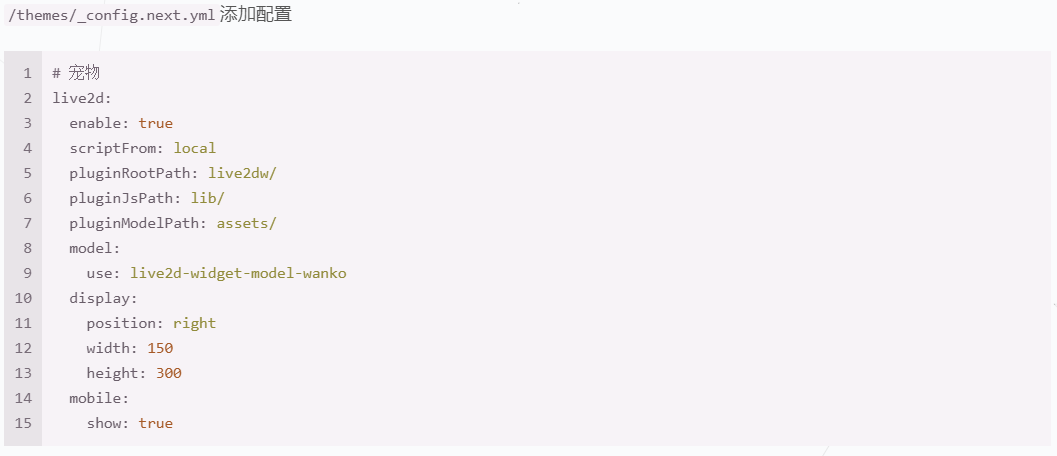 /themes/_config.next.yml 添加配置
1 # 宠物
2 live2d:
3   enable: true
4   scriptFrom: local
5   pluginRootPath: live2dw/
6   pluginJsPath: lib/
7   pluginModelPath: assets/
8   model:
9     use: live2d-widget-model-wanko
10   display:
11     position: right
12     width: 150
13     height: 300
14   mobile:
15     show: true